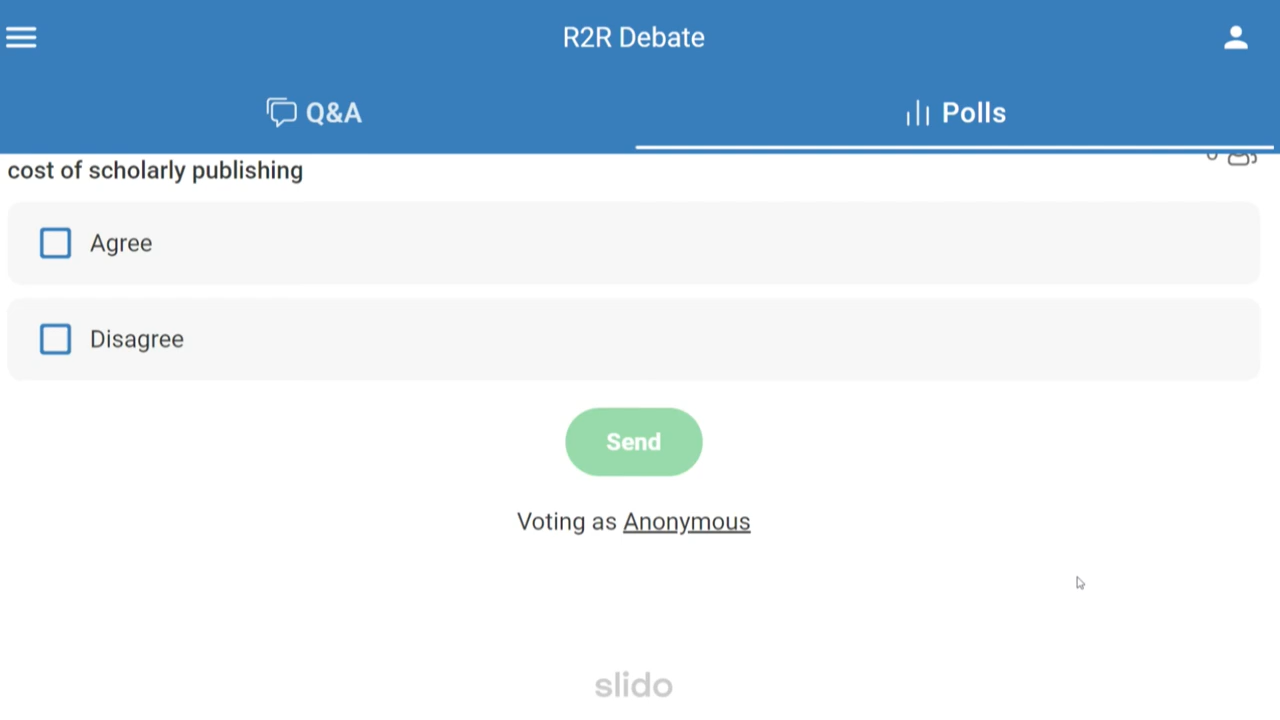 R2R Debate
Q&A
Polls
cost of scholarly publishing
Agree
Disagree
Send
Voting as Anonymous
slido